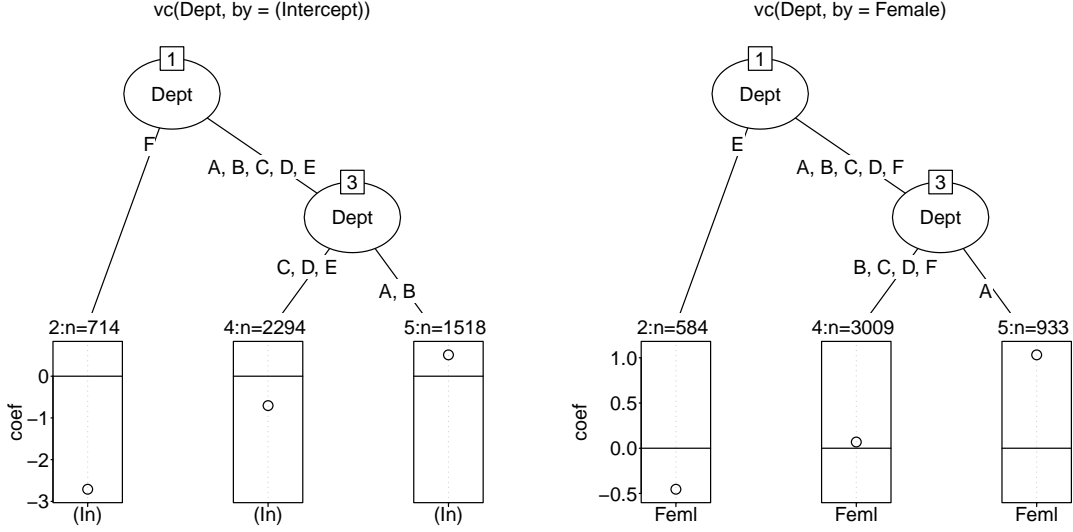 vc(Dept, by = (Intercept))
1
Dept
F
A, B, C, D, E
3
Dept
C, D, E
A, B
2:n=714
4:n=2294
5:n=1518
coef
0
−1
−2
−3
(In)
(In)
(In)
vc(Dept, by = Female)
1
Dept
E
A, B, C, D, F
3
Dept
B, C, D, F
A
2:n=584
4:n=3009
5:n=933
coef
1.0
0.5
0.0
−0.5
Feml
Feml
Feml